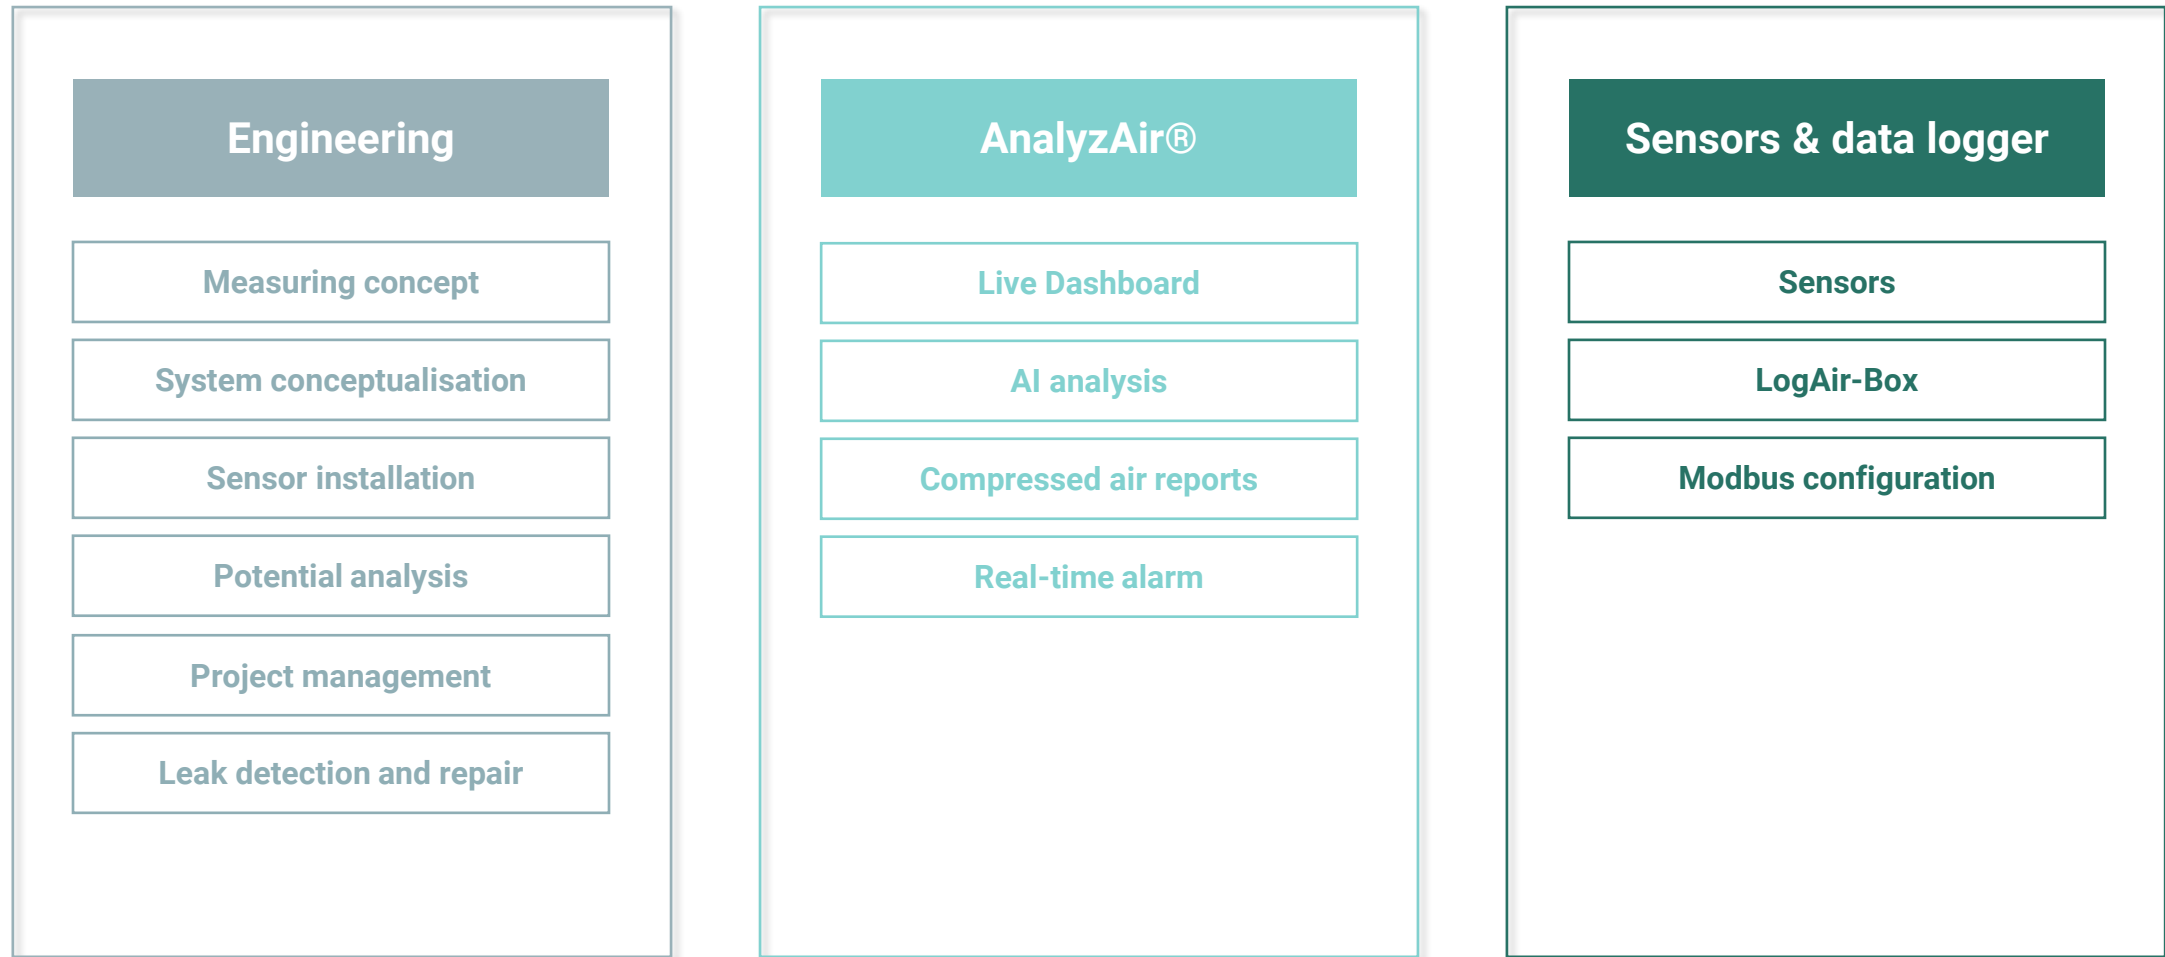 Engineering
Measuring concept
System conceptualisation
Sensor installation
Potential analysis
Project management
Leak detection and repair
AnalyzAir®
Live Dashboard
AI analysis
Compressed air reports
Real-time alarm
Sensors & data logger
Sensors
LogAir-Box
Modbus configuration